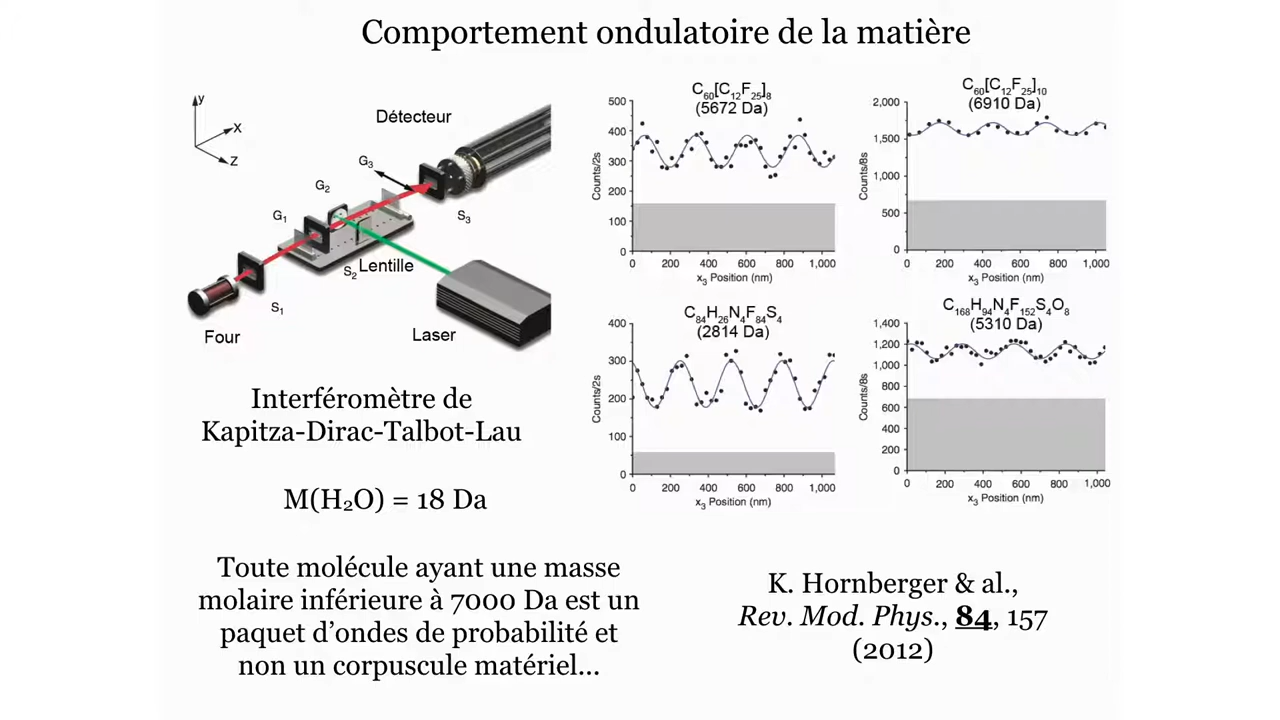 Comportement ondulatoire de la matière
y
x
z
Détecteur
G3
G2
G1
S3
S2
Lentille
S1
Four
Laser
C60[C12F25]8
(5672 Da)
500
400
300
200
100
0
Counts/2s
0 200 400 600 800 1,000
x3 Position (nm)
C60[C12F25]10
(6910 Da)
2,000
1,500
1,000
500
0
Counts/8s
0 200 400 600 800 1,000
x3 Position (nm)
C84H26N4F84S4
(2814 Da)
400
300
200
100
0
Counts/2s
0 200 400 600 800 1,000
x3 Position (nm)
C168H94N4F152S4O8
(5310 Da)
1,400
1,200
1,000
800
600
400
200
0
Counts/8s
0 200 400 600 800 1,000
x3 Position (nm)
Interféromètre de
Kapitza-Dirac-Talbot-Lau
M(H2O) = 18 Da
Toute molécule ayant une masse
molaire inférieure à 7000 Da est un
paquet d’ondes de probabilité et
non un corpuscule matériel…
K. Hornberger & al.,
Rev. Mod. Phys., 84, 157
(2012)